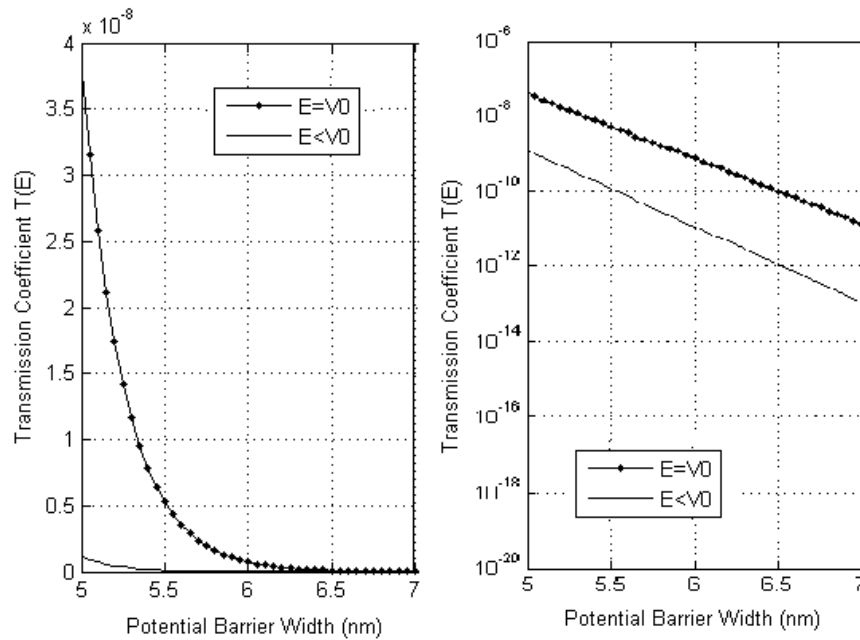 x 10^-8
4
3.5
3
2.5
2
1.5
1
0.5
0
5 5.5 6 6.5 7
Transmission Coefficient T(E)
Potential Barrier Width (nm)
E=V0
E<V0
10^-6
10^-8
10^-10
10^-12
10^-14
10^-16
10^-18
10^-20
5 5.5 6 6.5 7
Transmission Coefficient T(E)
Potential Barrier Width (nm)
E=V0
E<V0